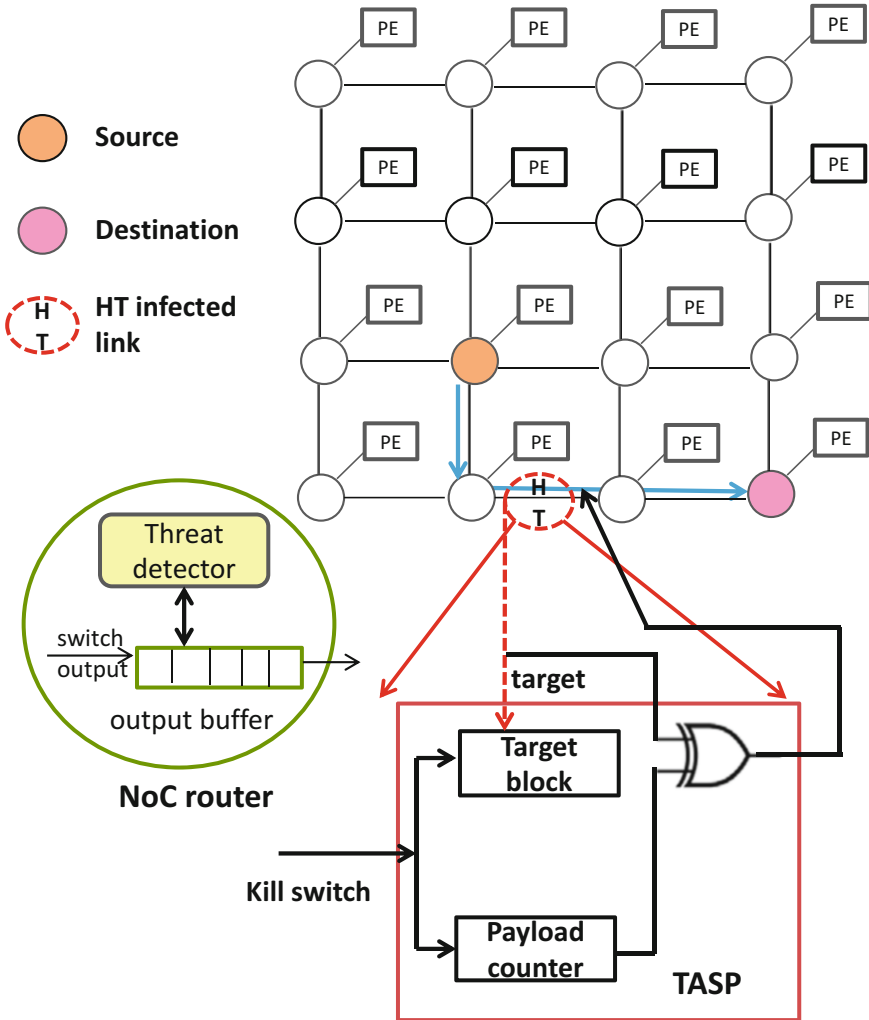 PE PE PE PE
Source
PE PE PE PE
Destination
HT infected
link
H
T
PE PE PE PE
PE PE PE PE
H
T
Threat
detector
switch
output
output buffer
NoC router
target
Target
block
Kill switch
Payload
counter
TASP